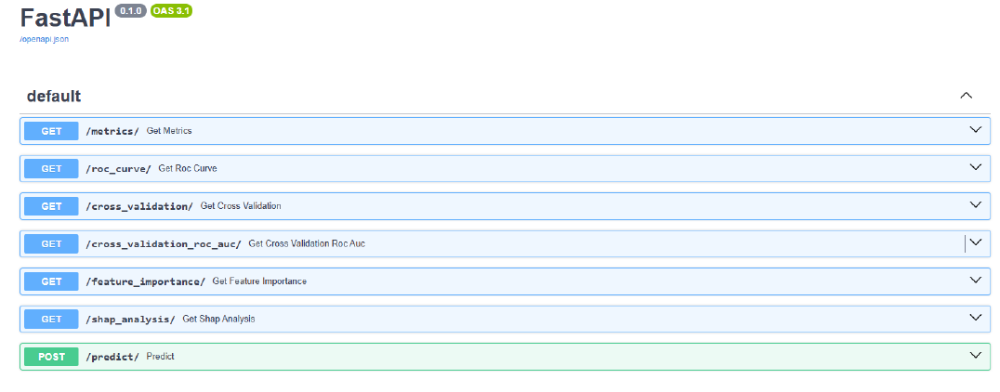 FastAPI 0.1.0 OAS 3.1
/openapi.json
default
GET /metrics/ Get Metrics
GET /roc_curve/ Get Roc Curve
GET /cross_validation/ Get Cross Validation
GET /cross_validation_roc_auc/ Get Cross Validation Roc Auc
GET /feature_importance/ Get Feature Importance
GET /shap_analysis/ Get Shap Analysis
POST /predict/ Predict